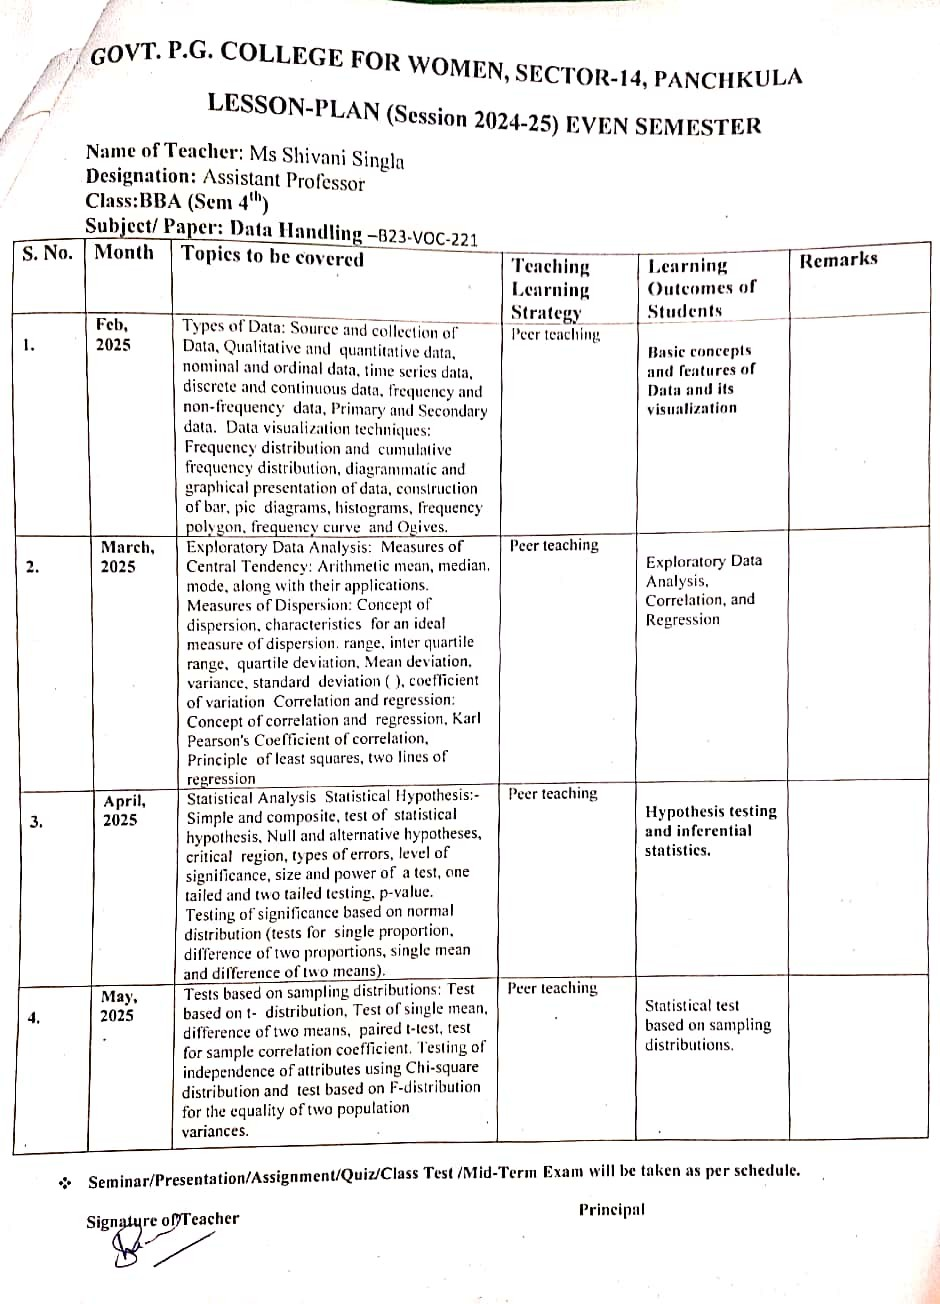 GOVT. P.G. COLLEGE FOR WOMEN, SECTOR-14, PANCHKULA
LESSON-PLAN (Session 2024-25) EVEN SEMESTER
Name of Teacher: Ms Shivani Singla
Designation: Assistant Professor
Class:BBA (Sem 4th)
Subject/ Paper: Data Handling –B23-VOC-221
S. No. Month Topics to be covered Teaching Learning Strategy Learning Outcomes of Students Remarks
1.
Feb,
2025
Types of Data: Source and collection of
Data, Qualitative and quantitative data,
nominal and ordinal data, time series data,
discrete and continuous data, frequency and
non-frequency data, Primary and Secondary
data. Data visualization techniques:
Frequency distribution and cumulative
frequency distribution, diagrammatic and
graphical presentation of data, construction
of bar, pie diagrams, histograms, frequency
polygon, frequency curve and Ogives.
Peer teaching
Basic concepts
and features of
Data and its
visualization
2.
March,
2025
Exploratory Data Analysis: Measures of
Central Tendency: Arithmetic mean, median,
mode, along with their applications.
Measures of Dispersion: Concept of
dispersion, characteristics for an ideal
measure of dispersion, range, inter quartile
range, quartile deviation, Mean deviation,
variance, standard deviation ( ), coefficient
of variation Correlation and regression:
Concept of correlation and regression, Karl
Pearson's Coefficient of correlation,
Principle of least squares, two lines of
regression
Peer teaching
Exploratory Data
Analysis,
Correlation, and
Regression
3.
April,
2025
Statistical Analysis Statistical Hypothesis:-
Simple and composite, test of statistical
hypothesis, Null and alternative hypotheses,
critical region, types of errors, level of
significance, size and power of a test, one
tailed and two tailed testing, p-value.
Testing of significance based on normal
distribution (tests for single proportion,
difference of two proportions, single mean
and difference of two means).
Peer teaching
Hypothesis testing
and inferential
statistics.
4.
May,
2025
Tests based on sampling distributions: Test
based on t- distribution, Test of single mean,
difference of two means, paired t-test, test
for sample correlation coefficient. Testing of
independence of attributes using Chi-square
distribution and test based on F-distribution
for the equality of two population
variances.
Peer teaching
Statistical test
based on sampling
distributions.
❖ Seminar/Presentation/Assignment/Quiz/Class Test /Mid-Term Exam will be taken as per schedule.
Signature of Teacher
Principal